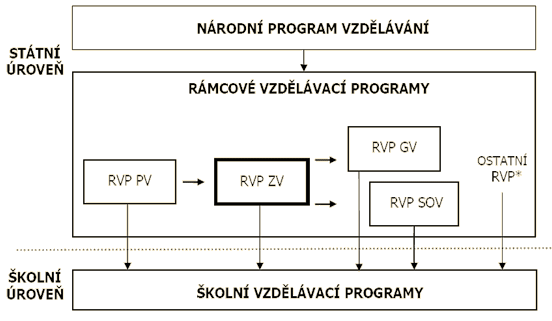 NÁRODNÍ PROGRAM VZDĚLÁVÁNÍ
STÁTNÍ
ÚROVEŇ
RÁMCOVÉ VZDĚLÁVACÍ PROGRAMY
RVP GV
OSTATNÍ
RVP*
RVP PV
RVP ZV
RVP SOV
ŠKOLNÍ
ÚROVEŇ
ŠKOLNÍ VZDĚLÁVACÍ PROGRAMY